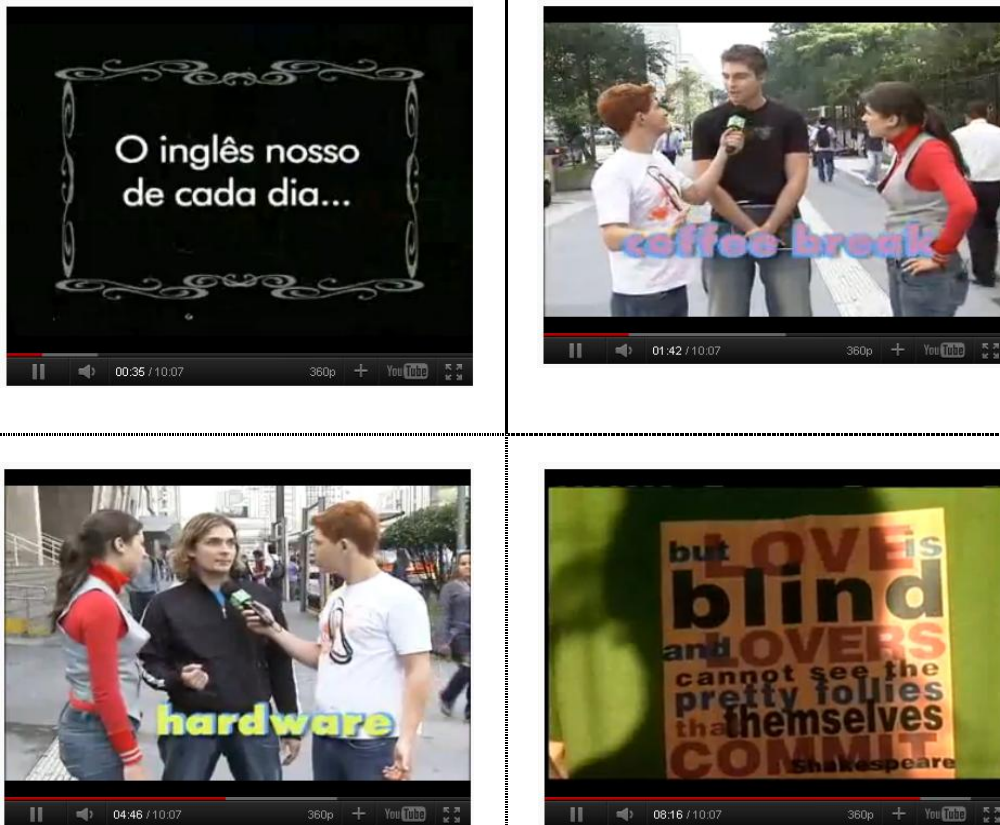 O inglês nosso
de cada dia...
00:35 / 10:07
360p
YouTube
coffee break
01:42 / 10:07
360p
YouTube
hardware
04:46 / 10:07
360p
YouTube
but LOVE is
blind
and LOVERS
cannot see the
pretty follies
that themselves
COMMIT
Shakespeare
08:16 / 10:07
360p
YouTube